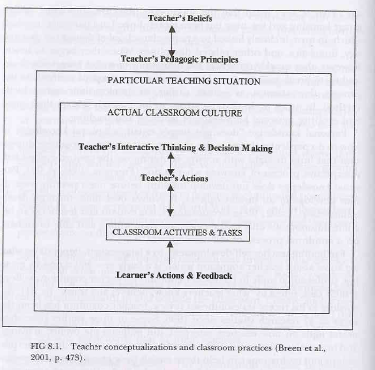 Teacher's Beliefs
Teacher's Pedagogic Principles
PARTICULAR TEACHING SITUATION
ACTUAL CLASSROOM CULTURE
Teacher's Interactive Thinking & Decision Making
Teacher's Actions
CLASSROOM ACTIVITIES & TASKS
Learner's Actions & Feedback
FIG 8.1. Teacher conceptualizations and classroom practices (Breen et al.,
2001, p. 473).